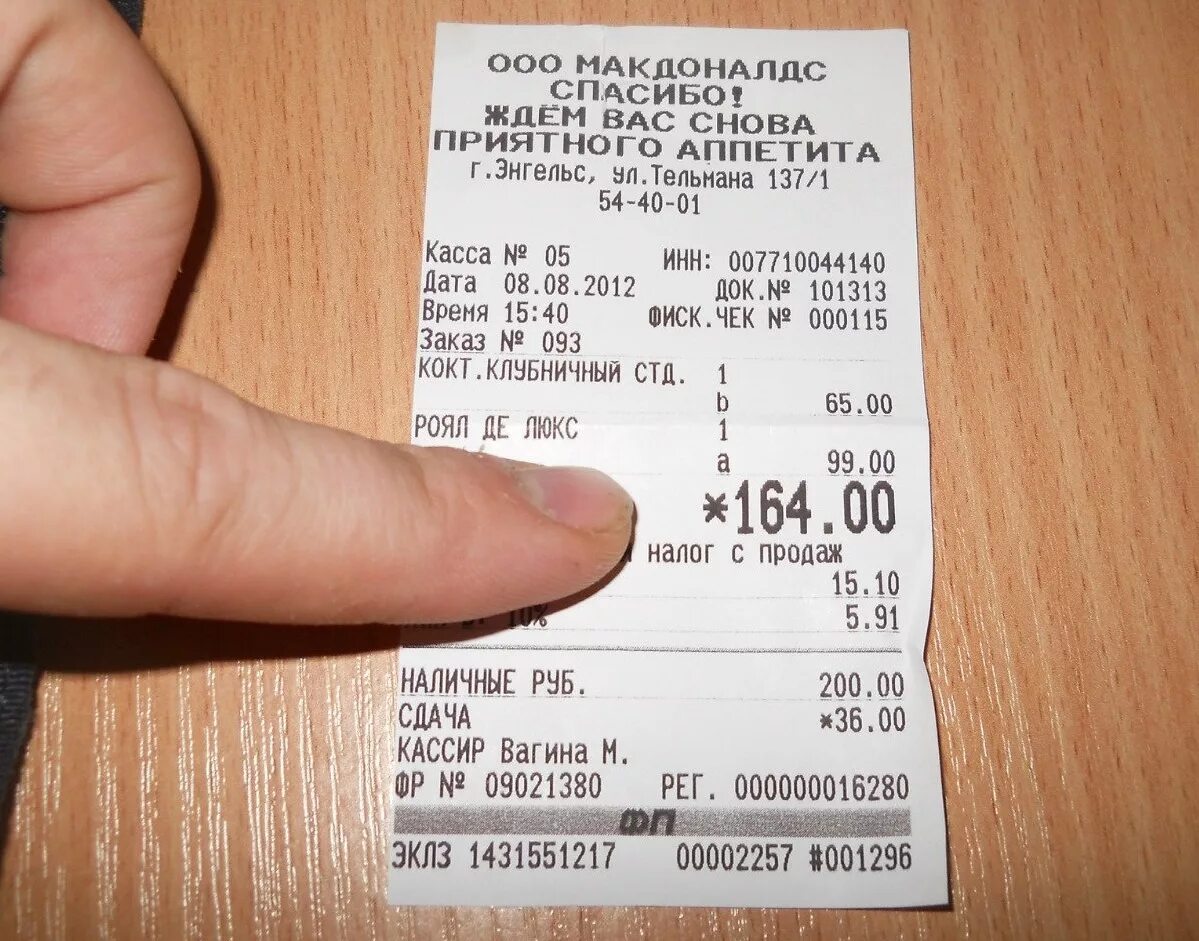 ООО МАКДОНАЛДС
СПАСИБО!
ЖДЁМ ВАС СНОВА
ПРИЯТНОГО АППЕТИТА
г.Энгельс, ул.Тельмана 137/1
54-40-01
Касса № 05 ИНН: 007710044140
Дата 08.08.2012 ДОК.№ 101313
Время 15:40 ФИСК.ЧЕК № 000115
Заказ № 093
КОКТ.КЛУБНИЧНЫЙ СТД. 1
b 65.00
РОЯЛ ДЕ ЛЮКС 1
a 99.00
*164.00
налог с продаж
15.10
10% 5.91
НАЛИЧНЫЕ РУБ. 200.00
СДАЧА *36.00
КАССИР Вагина М.
ФР № 09021380 РЕГ. 000000016280
ФП
ЭКЛЗ 1431551217 00002257 #001296